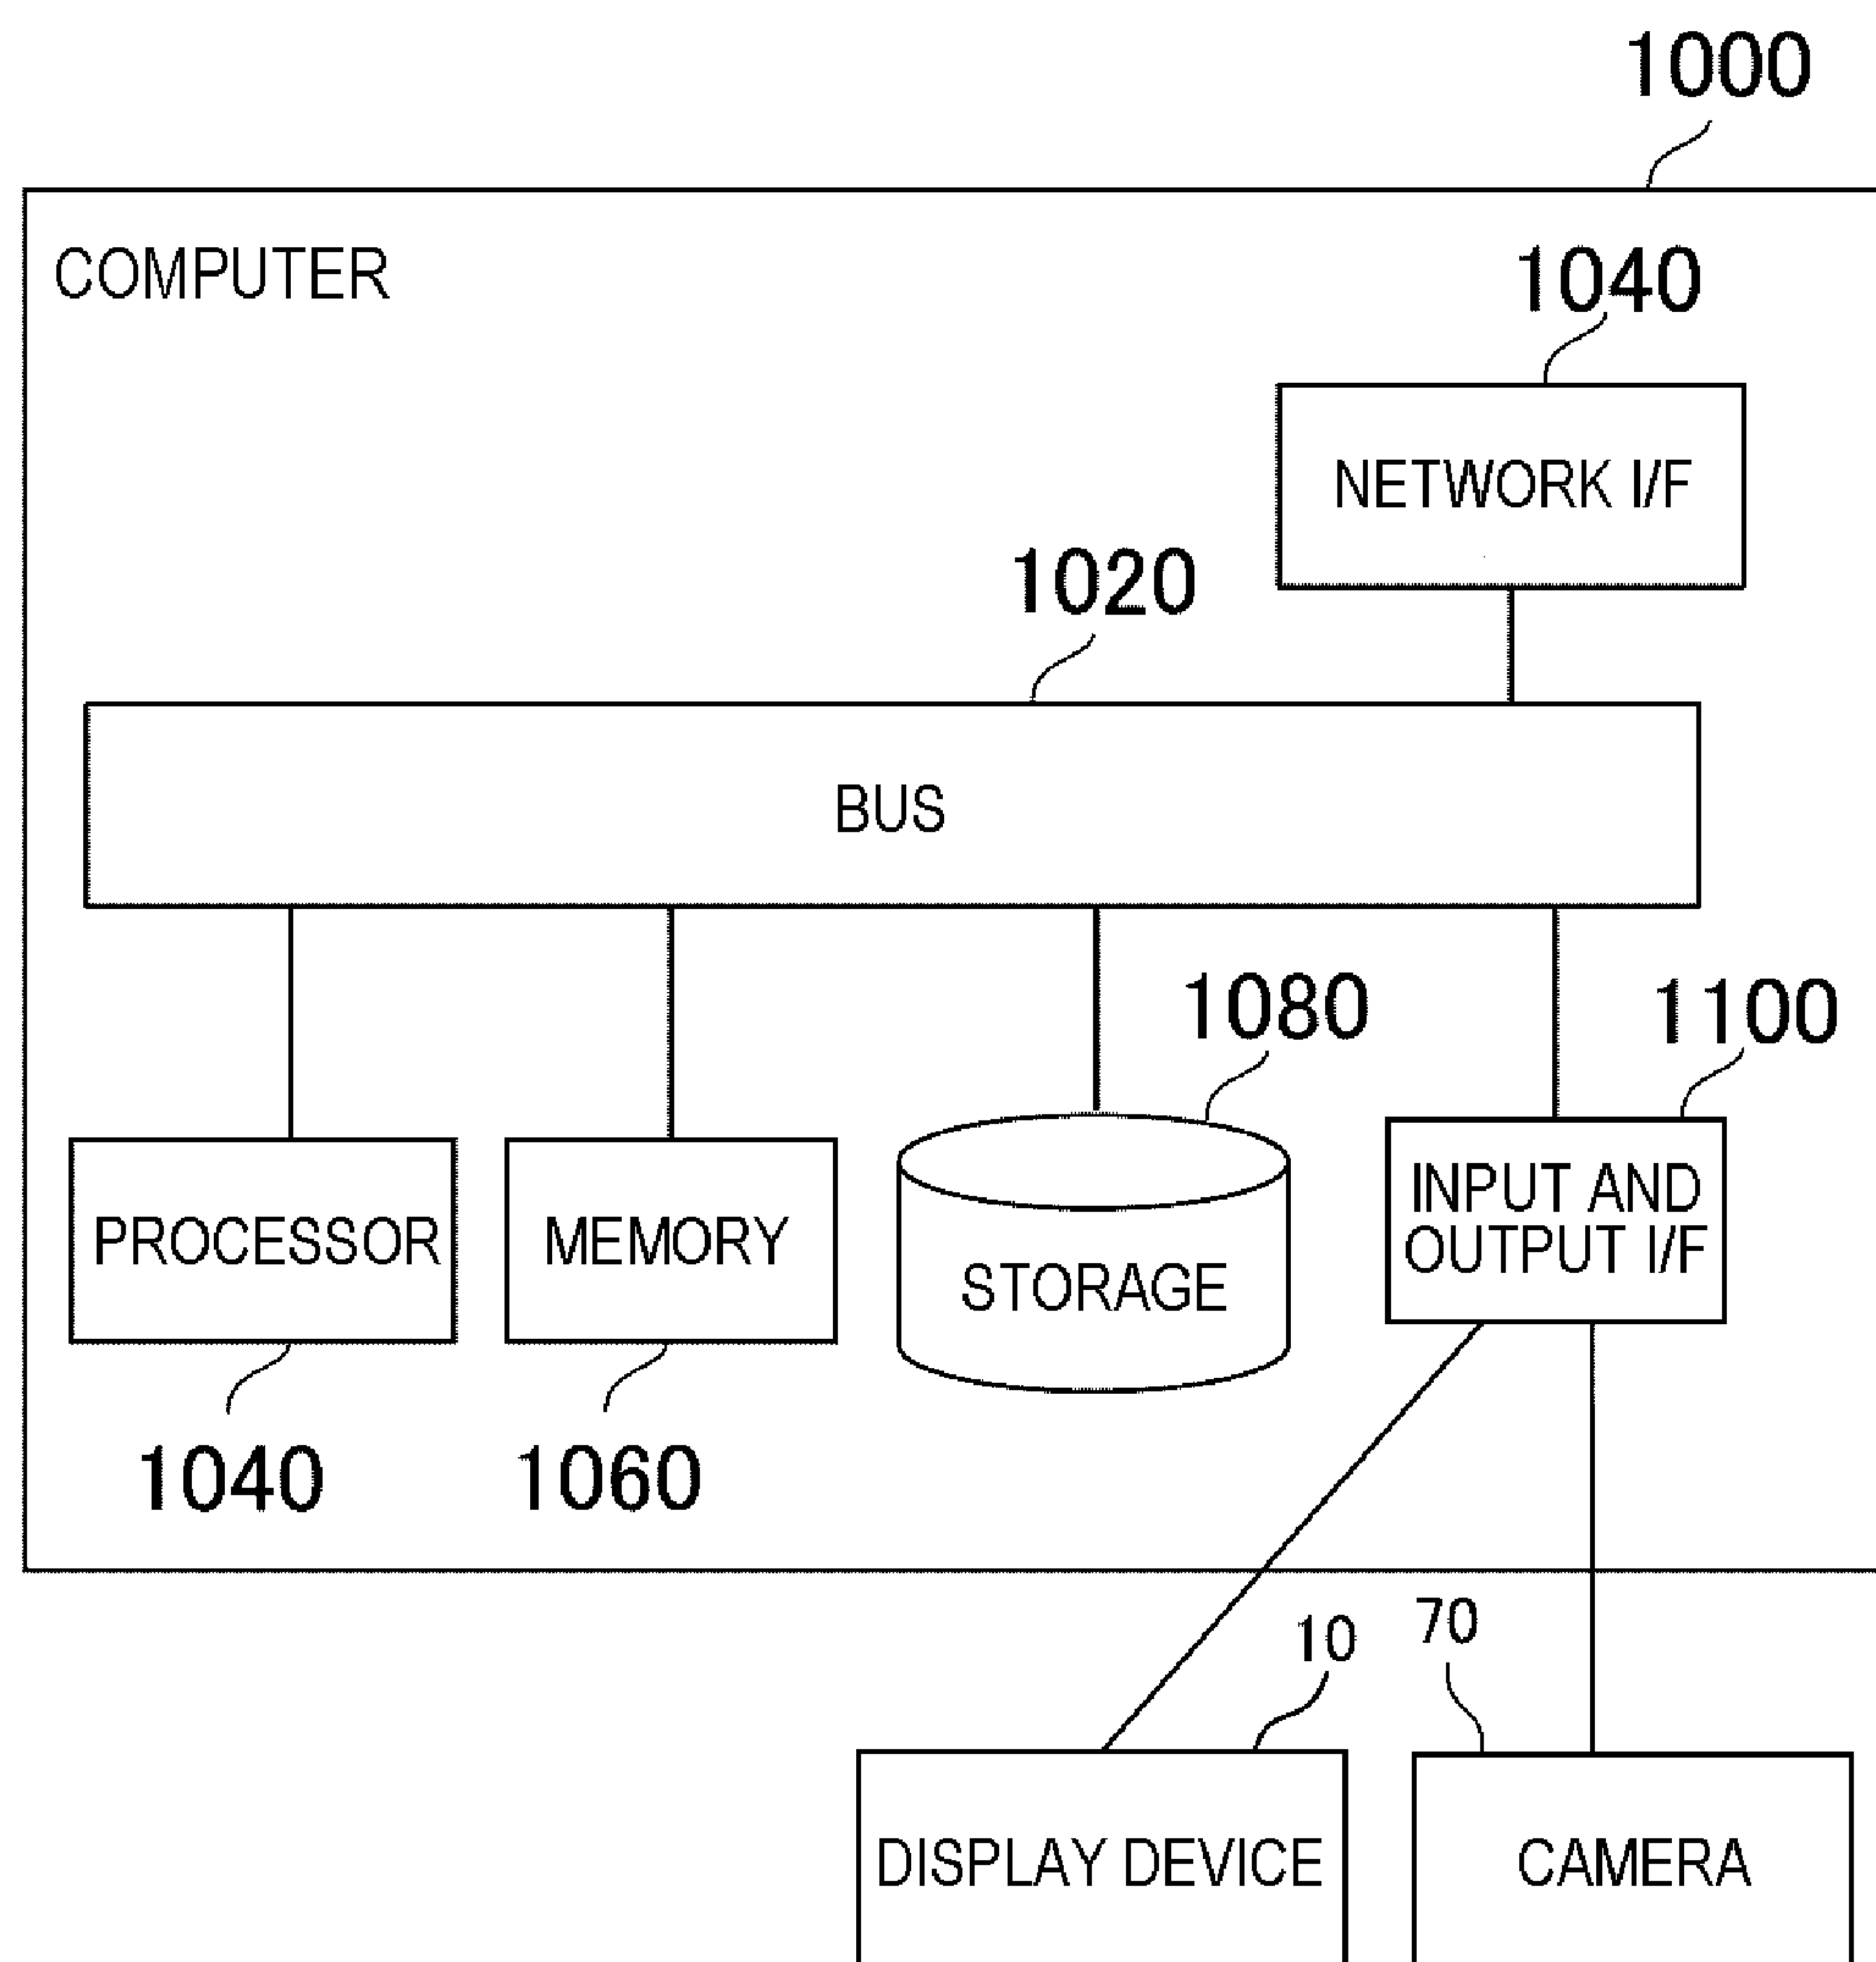 1000
COMPUTER
1040
NETWORK I/F
1020
BUS
1080
1100
PROCESSOR
MEMORY
STORAGE
INPUT AND
OUTPUT I/F
1040
1060
10
70
DISPLAY DEVICE
CAMERA